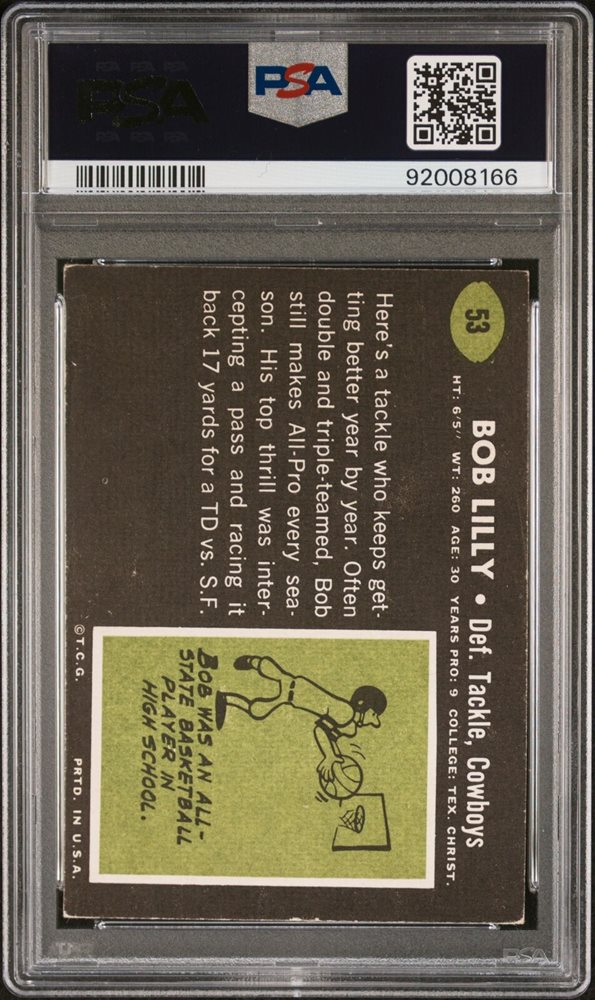 PSA
PSA
92008166
53
BOB LILLY • Def. Tackle, Cowboys
HT: 6'5" WT: 260 AGE: 30 YEARS PRO: 9 COLLEGE: TEX. CHRIST.
Here's a tackle who keeps get-
ting better year by year. Often
double and triple-teamed, Bob
still makes All-Pro every sea-
son. His top thrill was inter-
cepting a pass and racing it
back 17 yards for a TD vs. S.F.
BOB WAS AN ALL-
STATE BASKETBALL
PLAYER IN
HIGH SCHOOL.
©T.C.G. PRTD. IN U.S.A.
PSA